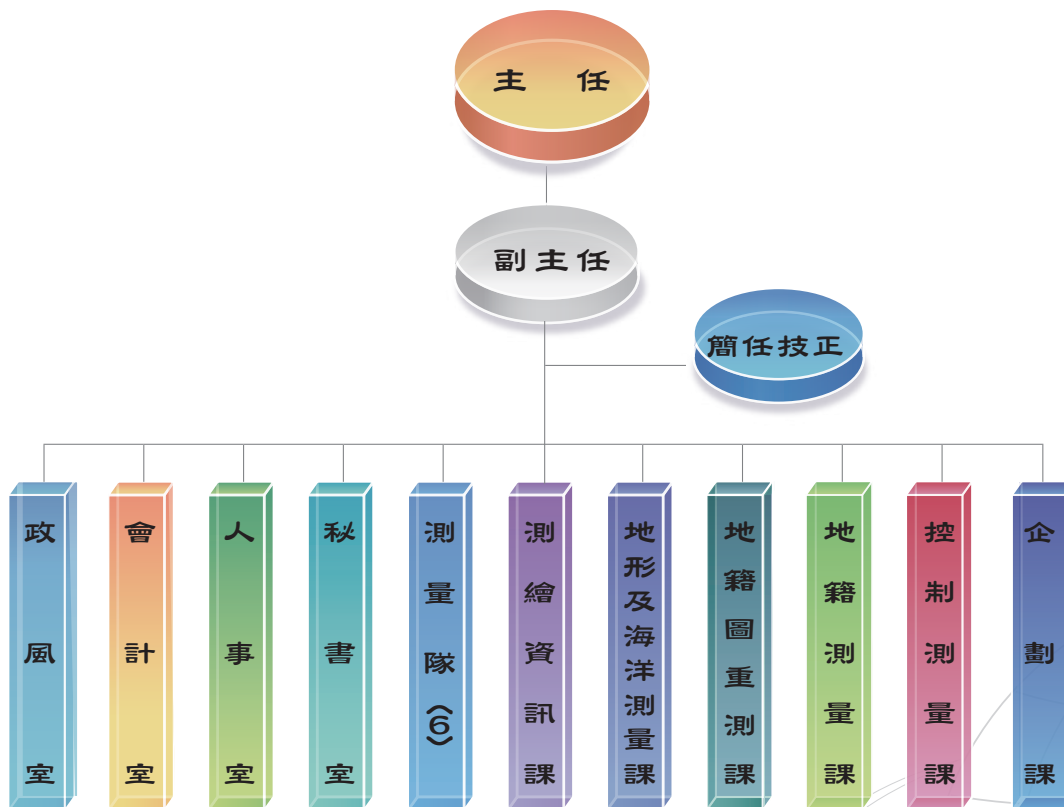 主任
副主任
簡任技正
政風室
會計室
人事室
秘書室
測量隊(6)
測繪資訊課
地形及海洋測量課
地籍圖重測課
地籍測量課
控制測量課
企劃課